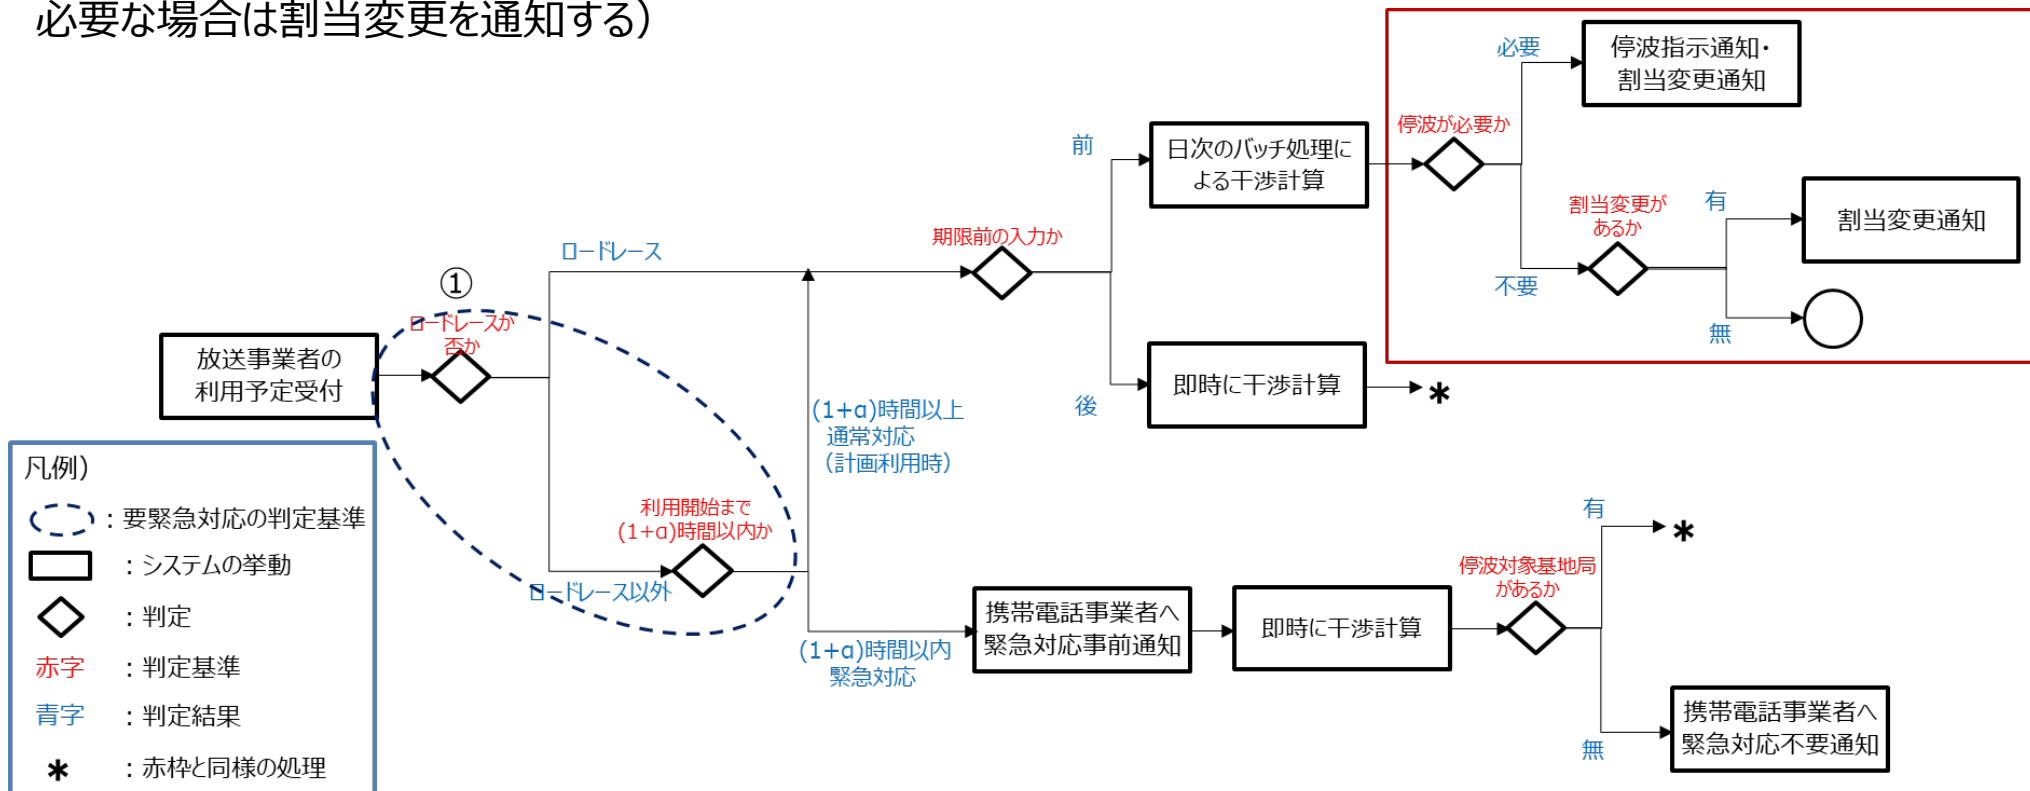 必要な場合は割当変更を通知する）
必要
停波指示通知・
割当変更通知
停波が必要か
前
日次のバッチ処理に
よる干渉計算
割当変更が
あるか
有
割当変更通知
不要
無
期限前の入力か
ロードレース
①
ロードレースか
否か
放送事業者の
利用予定受付
後
即時に干渉計算
*
(1+α)時間以上
通常対応
（計画利用時）
利用開始まで
(1+α)時間以内か
ロードレース以外
(1+α)時間以内
緊急対応
携帯電話事業者へ
緊急対応事前通知
即時に干渉計算
停波対象基地局
があるか
有
*
無
携帯電話事業者へ
緊急対応不要通知
凡例）
：要緊急対応の判定基準
：システムの挙動
：判定
赤字 ：判定基準
青字 ：判定結果
* ：赤枠と同様の処理